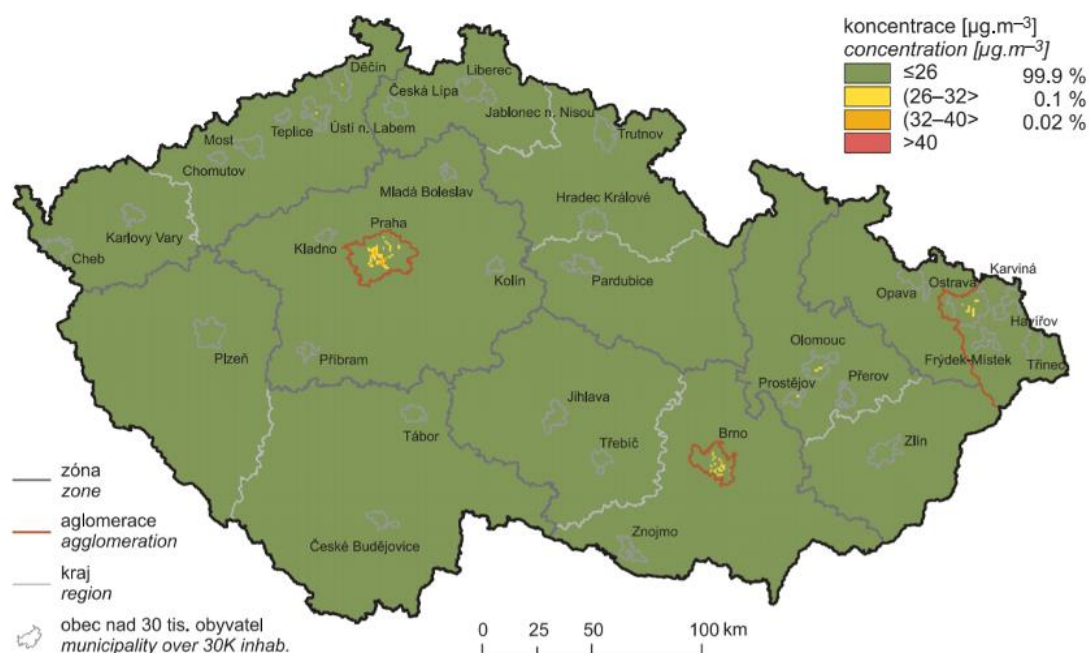 koncentrace [µg.m⁻³]
concentration [µg.m⁻³]
≤26 99.9 %
(26–32> 0.1 %
(32–40> 0.02 %
>40
Děčín
Liberec
Česká Lípa
Jablonec n. Nisou
Teplice
Ústí n. Labem
Trutnov
Most
Chomutov
Mladá Boleslav
Hradec Králové
Karlovy Vary
Praha
Kladno
Cheb
Kolín
Pardubice
Karviná
Ostrava
Opava
Havířov
Plzeň
Příbram
Olomouc
Frýdek-Místek
Třinec
Prostějov
Přerov
Jihlava
Tábor
Třebíč
Brno
Zlín
Znojmo
České Budějovice
zóna
zone
aglomerace
agglomeration
kraj
region
obec nad 30 tis. obyvatel
municipality over 30K inhab.
0 25 50 100 km